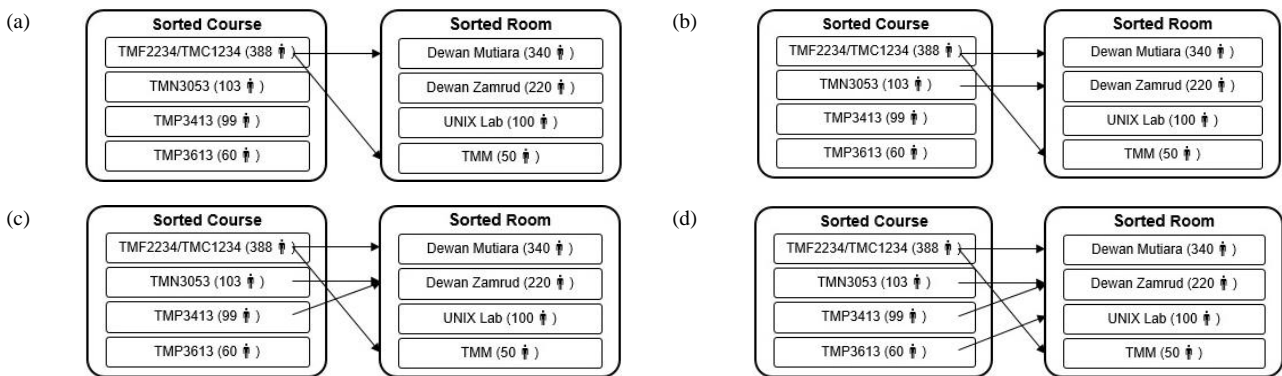 (a)
Sorted Course
TMF2234/TMC1234 (388 )
TMN3053 (103 )
TMP3413 (99 )
TMP3613 (60 )
Sorted Room
Dewan Mutiara (340 )
Dewan Zamrud (220 )
UNIX Lab (100 )
TMM (50 )
(b)
Sorted Course
TMF2234/TMC1234 (388 )
TMN3053 (103 )
TMP3413 (99 )
TMP3613 (60 )
Sorted Room
Dewan Mutiara (340 )
Dewan Zamrud (220 )
UNIX Lab (100 )
TMM (50 )
(c)
Sorted Course
TMF2234/TMC1234 (388 )
TMN3053 (103 )
TMP3413 (99 )
TMP3613 (60 )
Sorted Room
Dewan Mutiara (340 )
Dewan Zamrud (220 )
UNIX Lab (100 )
TMM (50 )
(d)
Sorted Course
TMF2234/TMC1234 (388 )
TMN3053 (103 )
TMP3413 (99 )
TMP3613 (60 )
Sorted Room
Dewan Mutiara (340 )
Dewan Zamrud (220 )
UNIX Lab (100 )
TMM (50 )